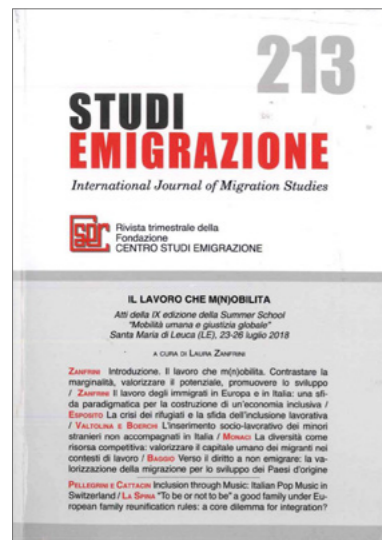 213
STUDI
EMIGRAZIONE
International Journal of Migration Studies
Rivista trimestrale della
Fondazione
CENTRO STUDI EMIGRAZIONE
IL LAVORO CHE M(N)OBILITA
Atti della IX edizione della Summer School
"Mobilità umana e giustizia globale"
Santa Maria di Leuca (LE), 23-26 luglio 2018
A CURA DI LAURA ZANFRINI
ZANFRINI Introduzione. Il lavoro che m(n)obilita. Contrastare la
marginalità, valorizzare il potenziale, promuovere lo sviluppo
/ ZANFRINI Il lavoro degli immigrati in Europa e in Italia: una sfi-
da paradigmatica per la costruzione di un'economia inclusiva /
ESPOSITO La crisi dei rifugiati e la sfida dell'inclusione lavorativa
/ VALTOLINA E BOERCHI L'inserimento socio-lavorativo dei minori
stranieri non accompagnati in Italia / MONACI La diversità come
risorsa competitiva: valorizzare il capitale umano dei migranti nei
contesti di lavoro / BAGGIO Verso il diritto a non emigrare: la va-
lorizzazione della migrazione per lo sviluppo dei Paesi d'origine
PELLEGRINI E CATTACIN Inclusion through Music: Italian Pop Music in
Switzerland / LA SPINA "To be or not to be" a good family under Eu-
ropean family reunification rules: a core dilemma for integration?